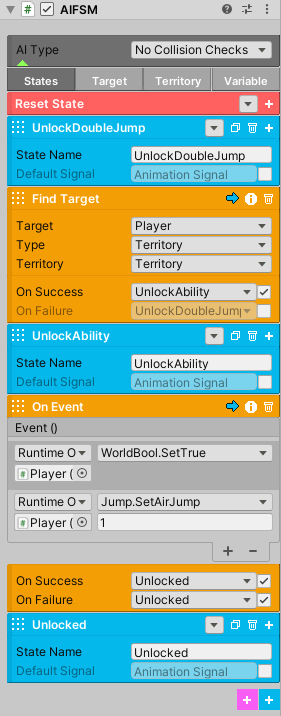 AIFSM
AI Type No Collision Checks
States Target Territory Variable
Reset State
UnlockDoubleJump
State Name UnlockDoubleJump
Default Signal Animation Signal
Find Target
Target Player
Type Territory
Territory Territory
On Success UnlockAbility
On Failure UnlockDoubleJump
UnlockAbility
State Name UnlockAbility
Default Signal Animation Signal
On Event
Event ()
Runtime O WorldBool.SetTrue
Player (
Runtime O Jump.SetAirJump
Player ( 1
On Success Unlocked
On Failure Unlocked
Unlocked
State Name Unlocked
Default Signal Animation Signal